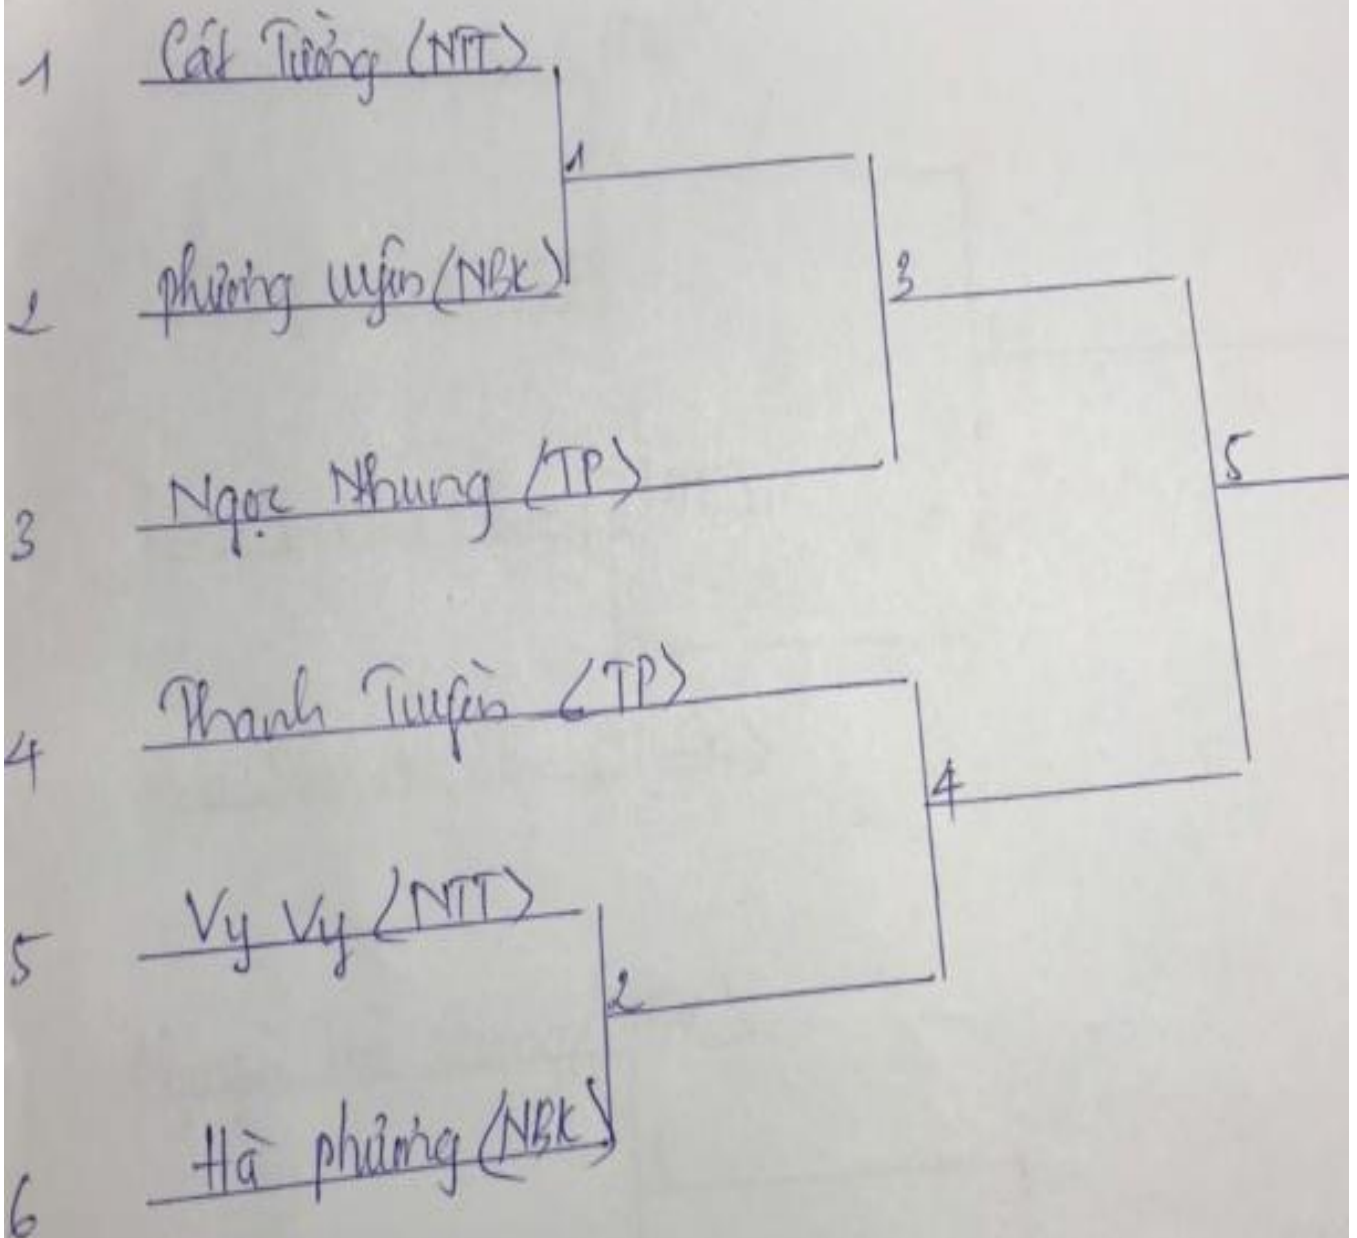 1 Cát Tường (NTT)
1
2 phương uyên (NBK)
3
3 Ngọc Nhung (TP)
5
4 Thanh Tuyền (TP)
4
5 Vy Vy (NTT)
2
6 Hà phương (NBK)